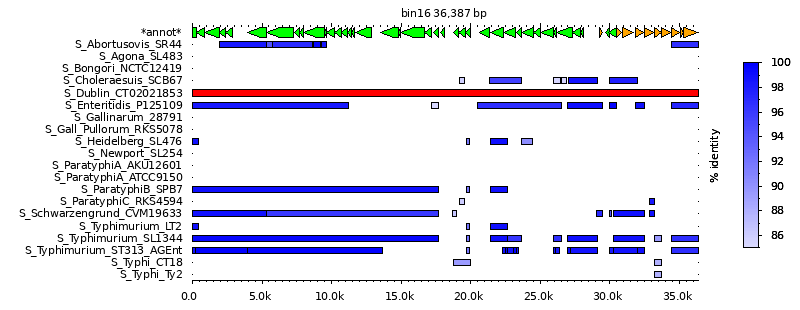 bin16 36,387 bp
*annot*
S_Abortusovis_SR44
S_Agona_SL483
S_Bongori_NCTC12419
S_Choleraesuis_SCB67
S_Dublin_CT02021853
S_Enteritidis_P125109
S_Gallinarum_28791
S_Gall_Pullorum_RKS5078
S_Heidelberg_SL476
S_Newport_SL254
S_ParatyphiA_AKU12601
S_ParatyphiA_ATCC9150
S_ParatyphiB_SPB7
S_ParatyphiC_RKS4594
S_Schwarzengrund_CVM19633
S_Typhimurium_LT2
S_Typhimurium_SL1344
S_Typhimurium_ST313_AGEnt
S_Typhi_CT18
S_Typhi_Ty2
0.0 5.0k 10.0k 15.0k 20.0k 25.0k 30.0k 35.0k
% identity
100
98
96
94
92
90
88
86